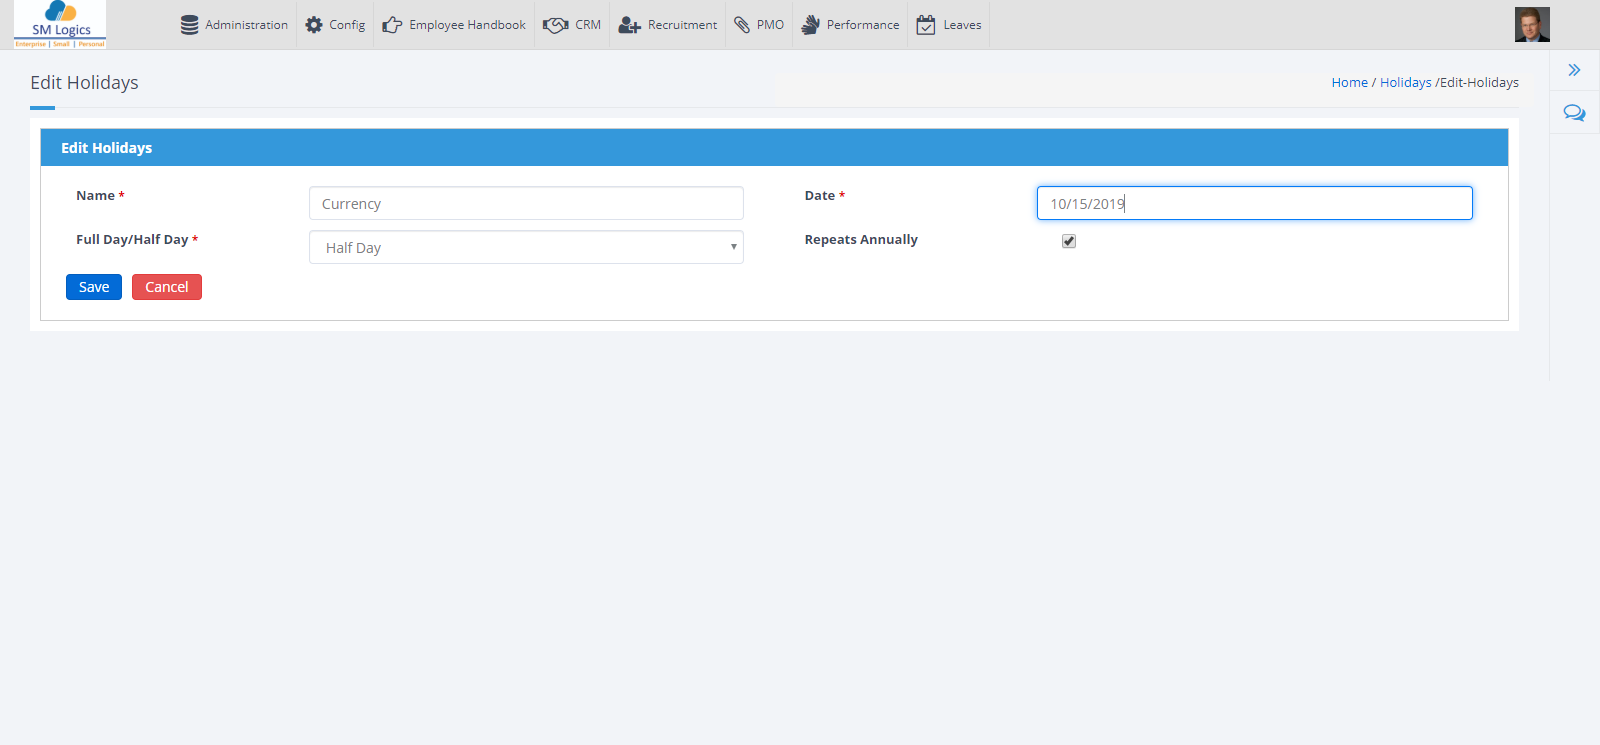 SM Logics
Enterprise | Small | Personal
Administration Config Employee Handbook CRM Recruitment PMO Performance Leaves
Edit Holidays
Home / Holidays /Edit-Holidays
Edit Holidays
Name * Currency Date * 10/15/2019
Full Day/Half Day * Half Day Repeats Annually
Save Cancel